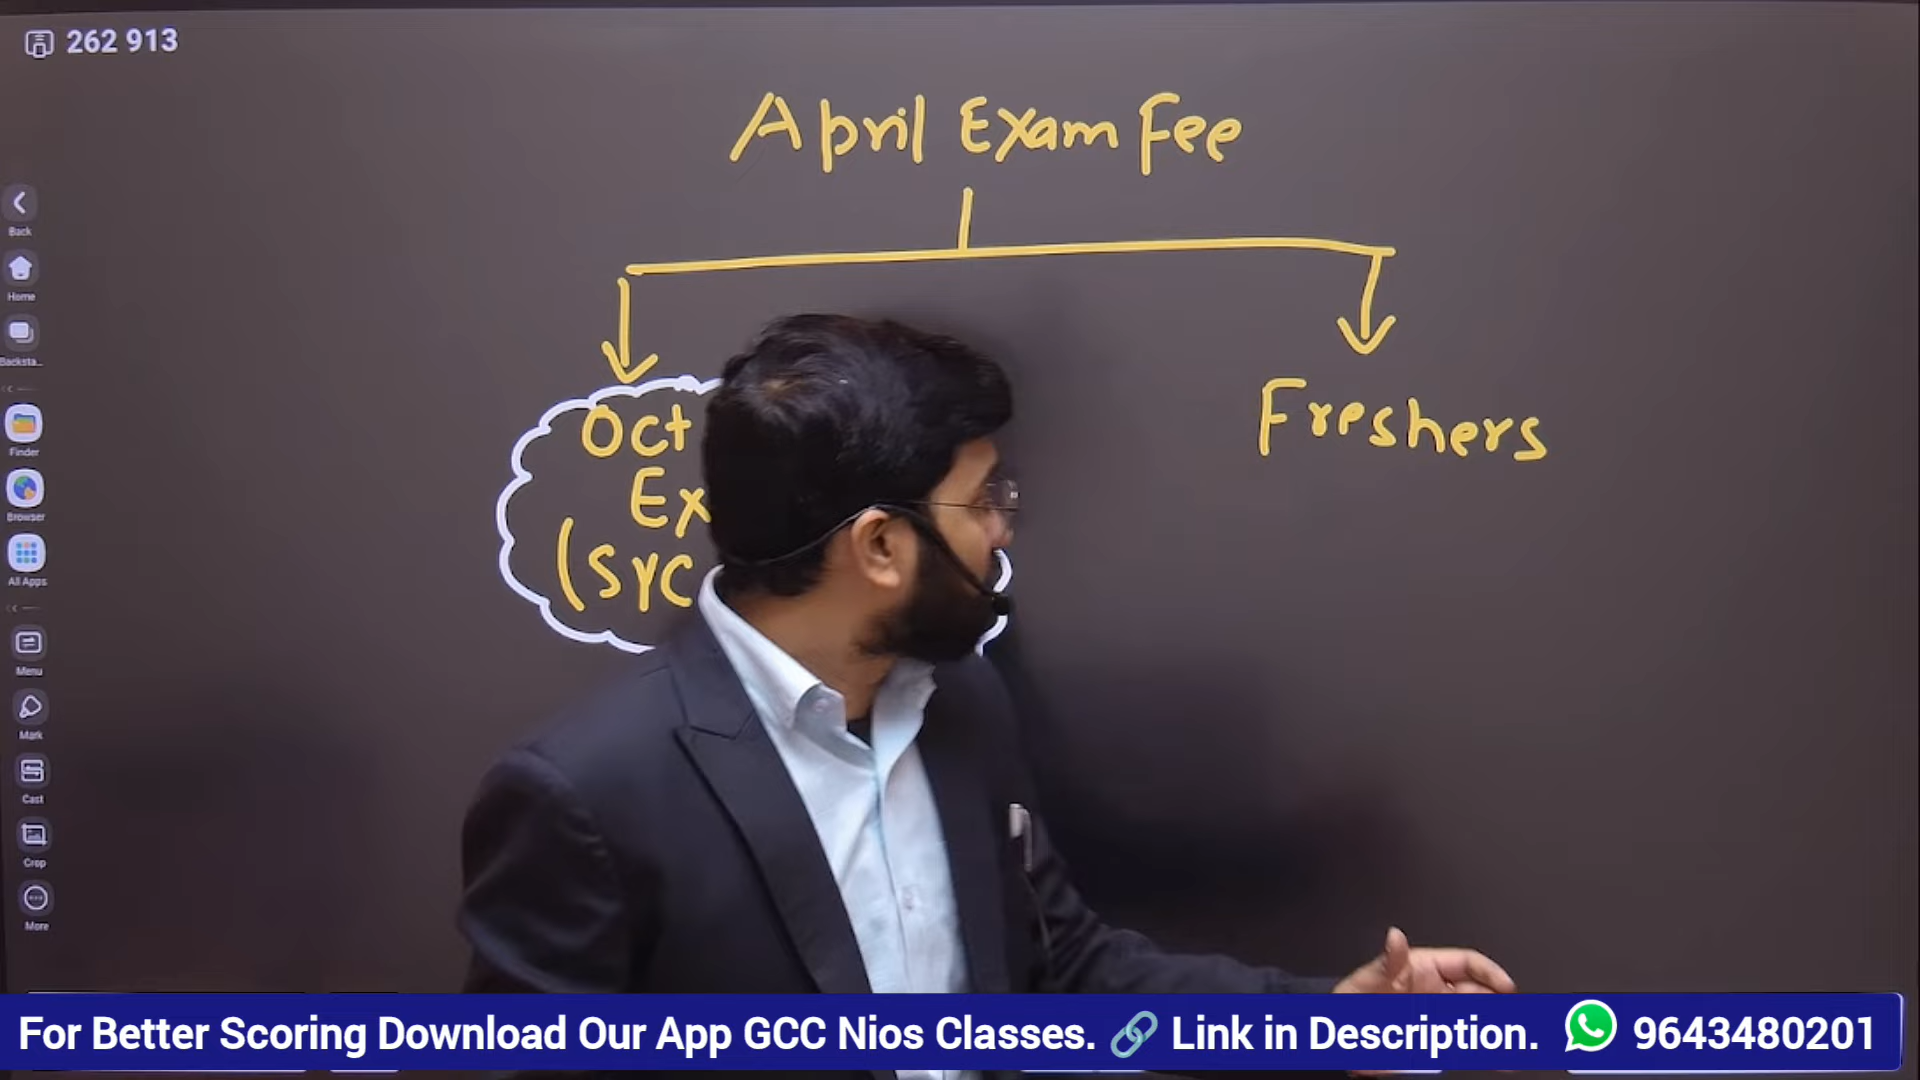 262 913
April Exam Fee
Back
Home
Backsta...
Finder
Browser
All Apps
Menu
Mark
Cast
Crop
More
Oct
Ex
(SYC
Freshers
For Better Scoring Download Our App GCC Nios Classes. 🔗 Link in Description. 9643480201